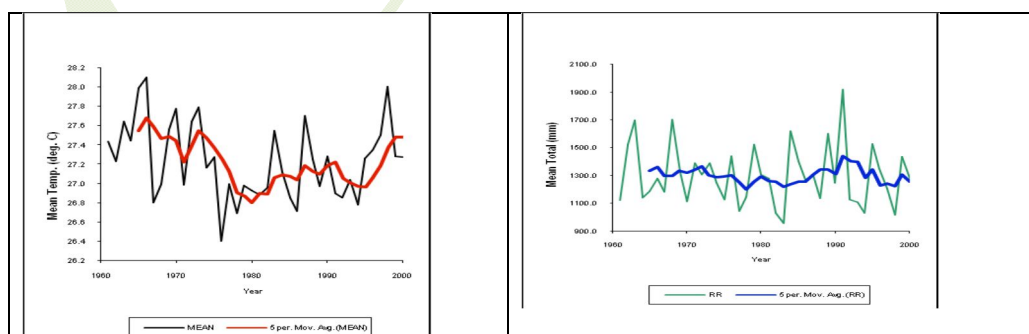 28.2
28.0
27.8
27.6
27.4
27.2
27.0
26.8
26.6
26.4
26.2
Mean Temp. (deg. C)
1960 1970 1980 1990 2000
Year
MEAN 5 per. Mov. Avg. (MEAN)
2100.0
1900.0
1700.0
1500.0
1300.0
1100.0
900.0
Mean Total (mm)
1960 1970 1980 1990 2000
Year
RR 5 per. Mov. Avg. (RR)